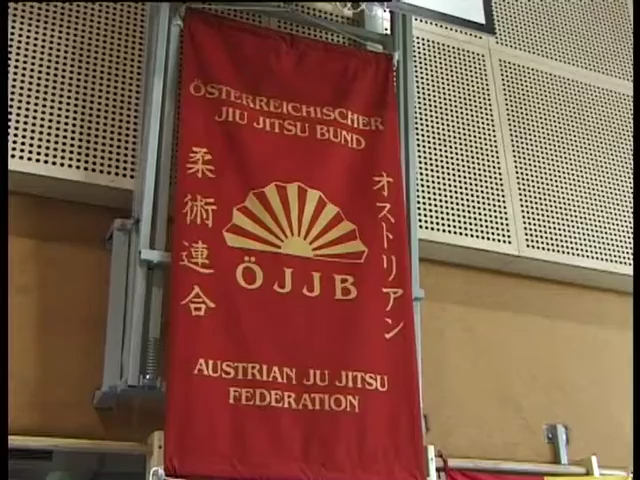 ÖSTERREICHISCHER
JIU JITSU BUND
柔術連合
オストリアン
ÖJJB
AUSTRIAN JU JITSU
FEDERATION